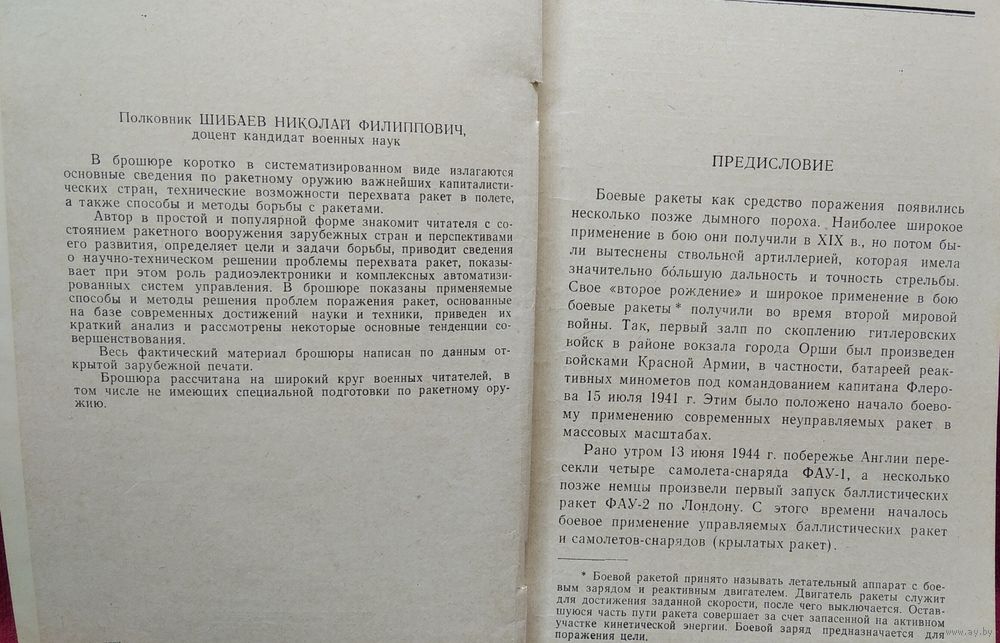 Полковник ШИБАЕВ НИКОЛАЙ ФИЛИППОВИЧ,
доцент кандидат военных наук
В брошюре коротко в систематизированном виде излагаются
основные сведения по ракетному оружию важнейших капиталисти-
ческих стран, технические возможности перехвата ракет в полете,
а также способы и методы борьбы с ракетами.
Автор в простой и популярной форме знакомит читателя с со-
стоянием ракетного вооружения зарубежных стран и перспективами
его развития, определяет цели и задачи борьбы, приводит сведения
о научно-техническом решении проблемы перехвата ракет, показы-
вает при этом роль радиоэлектроники и комплексных автоматизи-
рованных систем управления. В брошюре показаны применяемые
способы и методы решения проблем поражения ракет, основанные
на базе современных достижений науки и техники, приведен их
краткий анализ и рассмотрены некоторые основные тенденции со-
вершенствования.
Весь фактический материал брошюры написан по данным от-
крытой зарубежной печати.
Брошюра рассчитана на широкий круг военных читателей, в
том числе не имеющих специальной подготовки по ракетному ору-
жию.
ПРЕДИСЛОВИЕ
Боевые ракеты как средство поражения появились
несколько позже дымного пороха. Наиболее широкое
применение в бою они получили в XIX в., но потом бы-
ли вытеснены ствольной артиллерией, которая имела
значительно бо́льшую дальность и точность стрельбы.
Свое «второе рождение» и широкое применение в бою
боевые ракеты * получили во время второй мировой
войны. Так, первый залп по скоплению гитлеровских
войск в районе вокзала города Орши был произведен
войсками Красной Армии, в частности, батареей реак-
тивных минометов под командованием капитана Флеро-
ва 15 июля 1941 г. Этим было положено начало боево-
му применению современных неуправляемых ракет в
массовых масштабах.
Рано утром 13 июня 1944 г. побережье Англии пере-
секли четыре самолета-снаряда ФАУ-1, а несколько
позже немцы произвели первый запуск баллистических
ракет ФАУ-2 по Лондону. С этого времени началось
боевое применение управляемых баллистических ракет
и самолетов-снарядов (крылатых ракет).
* Боевой ракетой принято называть летательный аппарат с бое-
вым зарядом и реактивным двигателем. Двигатель ракеты служит
для достижения заданной скорости, после чего выключается. Остав-
шуюся часть пути ракета совершает за счет запасенной на активном
участке кинетической энергии. Боевой заряд предназначается для
поражения цели.
www.ay.by